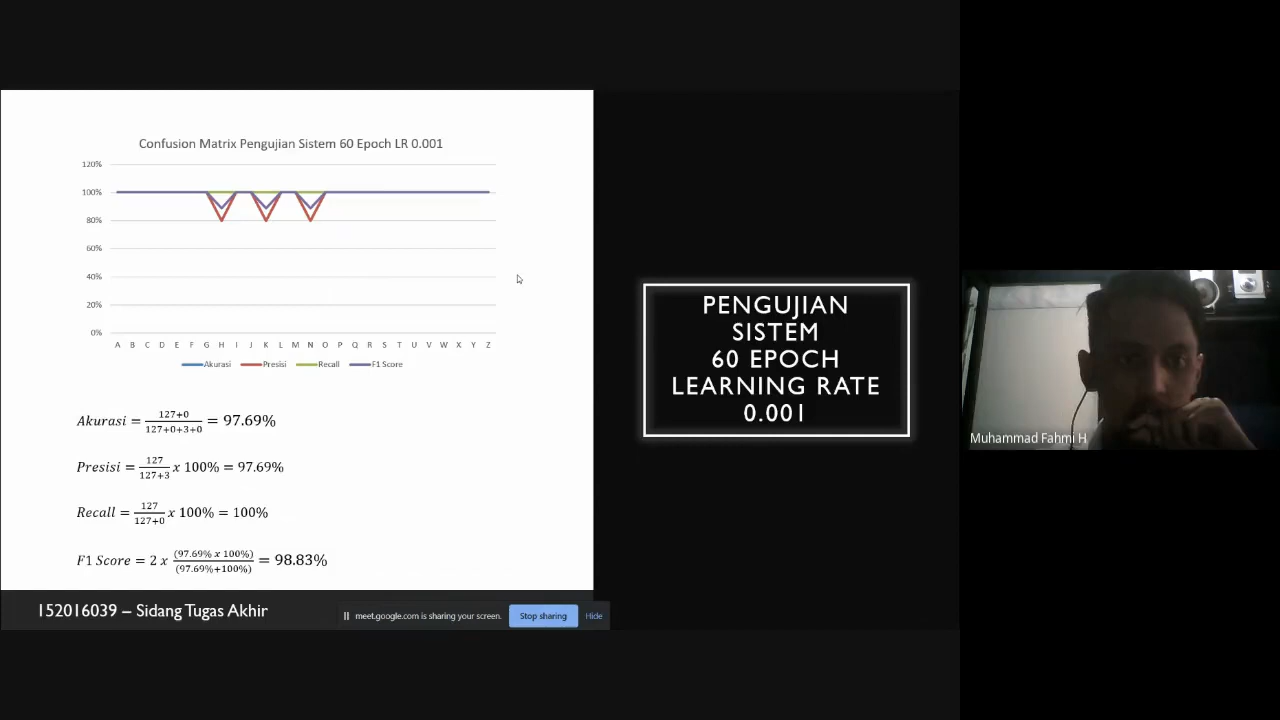 Confusion Matrix Pengujian Sistem 60 Epoch LR 0.001
120%
100%
80%
60%
40%
20%
0%
A B C D E F G H I J K L M N O P Q R S T U V W X Y Z
Akurasi Presisi Recall F1 Score
Akurasi = 127+0 / 127+0+3+0 = 97.69%
Presisi = 127 / 127+3 x 100% = 97.69%
Recall = 127 / 127+0 x 100% = 100%
F1 Score = 2 x (97.69% x 100%) / (97.69%+100%) = 98.83%
152016039 – Sidang Tugas Akhir
meet.google.com is sharing your screen. Stop sharing Hide
PENGUJIAN
SISTEM
60 EPOCH
LEARNING RATE
0.001
Muhammad Fahmi H